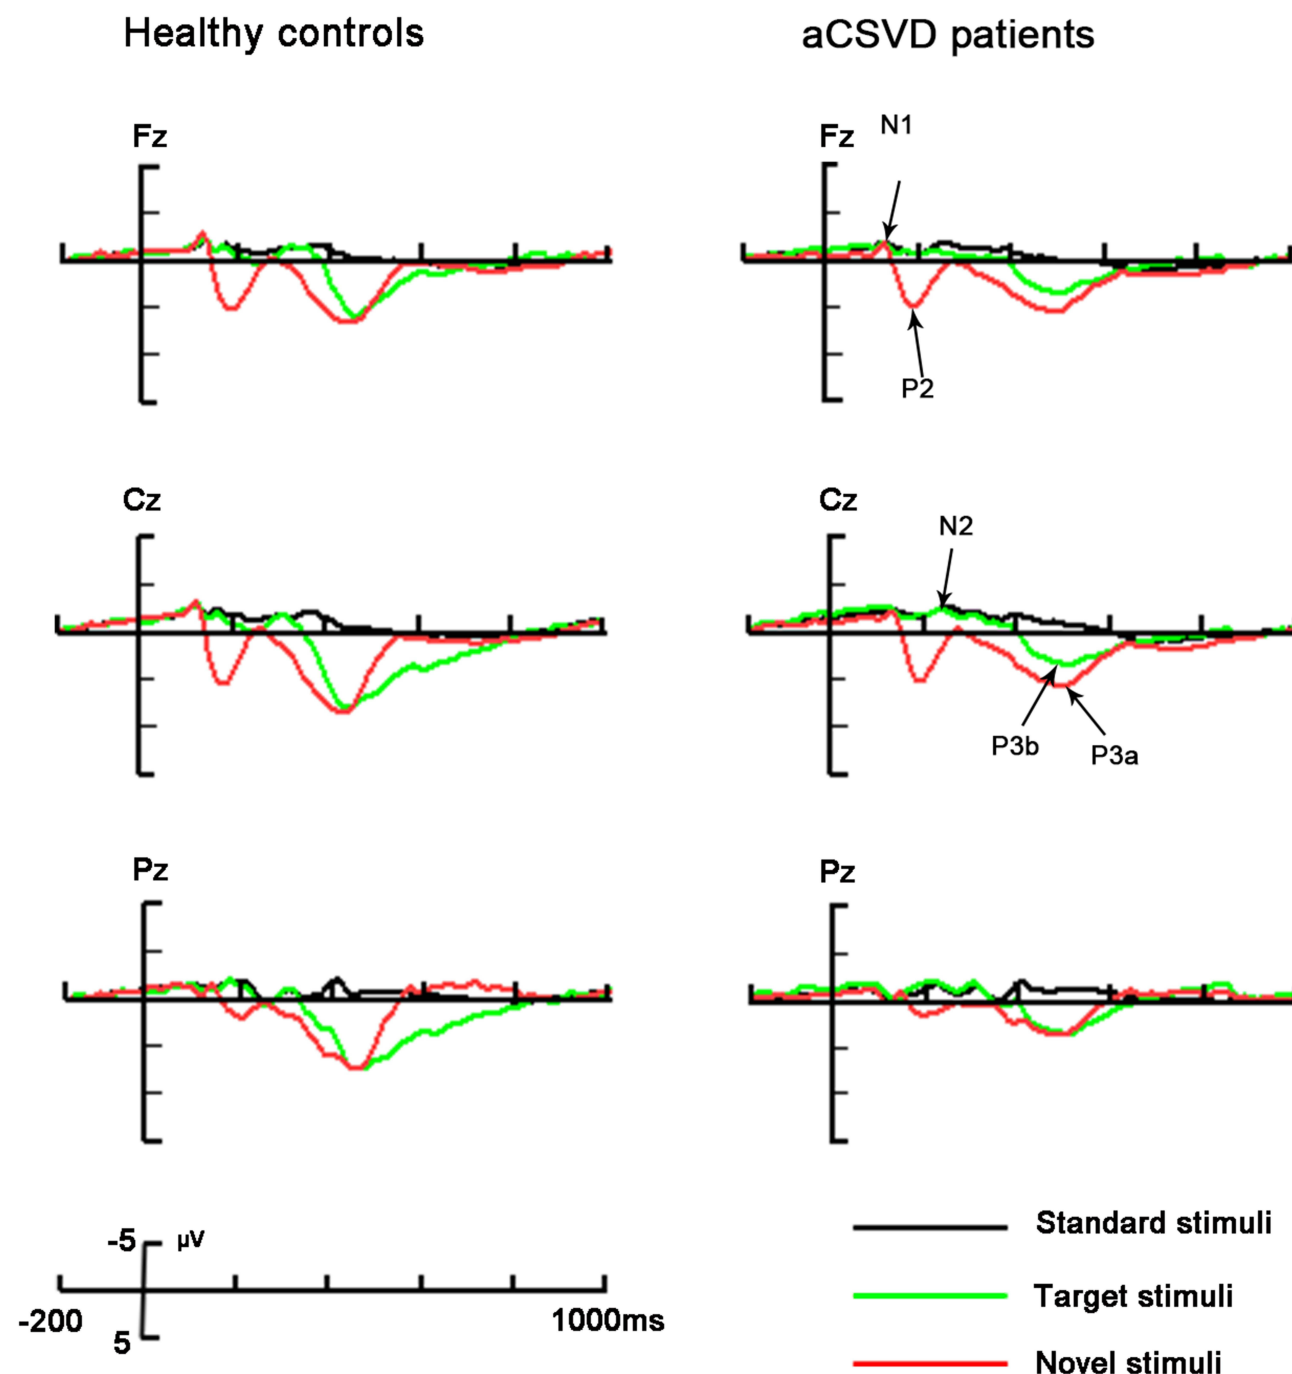 Healthy controls
aCSVD patients
Fz
Fz
N1
P2
Cz
Cz
N2
P3b
P3a
Pz
Pz
-5
µV
-200
5
1000ms
Standard stimuli
Target stimuli
Novel stimuli